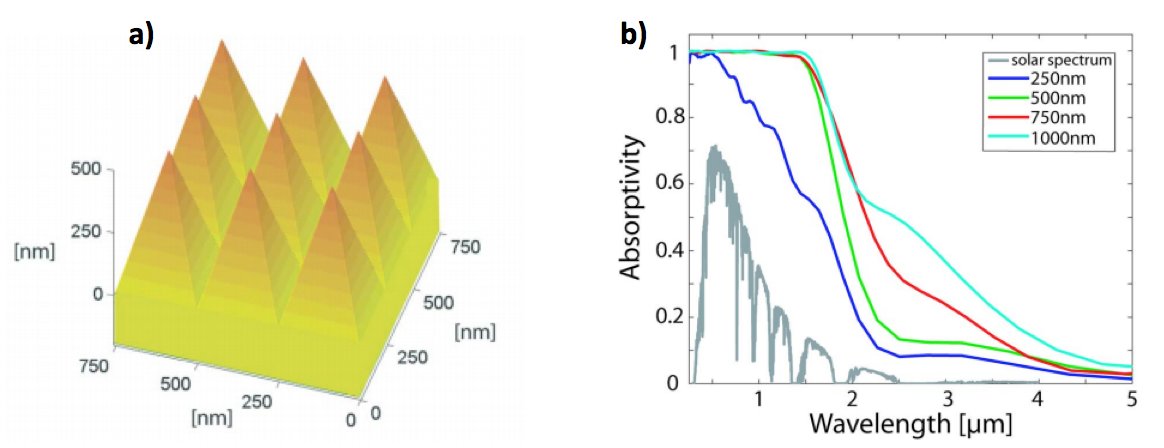 a)
500
250
0
[nm]
750
500
250
0
[nm]
0
250
500
750
[nm]
b)
1
0.8
0.6
0.4
0.2
0
Absorptivity
solar spectrum
250nm
500nm
750nm
1000nm
1
2
3
4
5
Wavelength [µm]